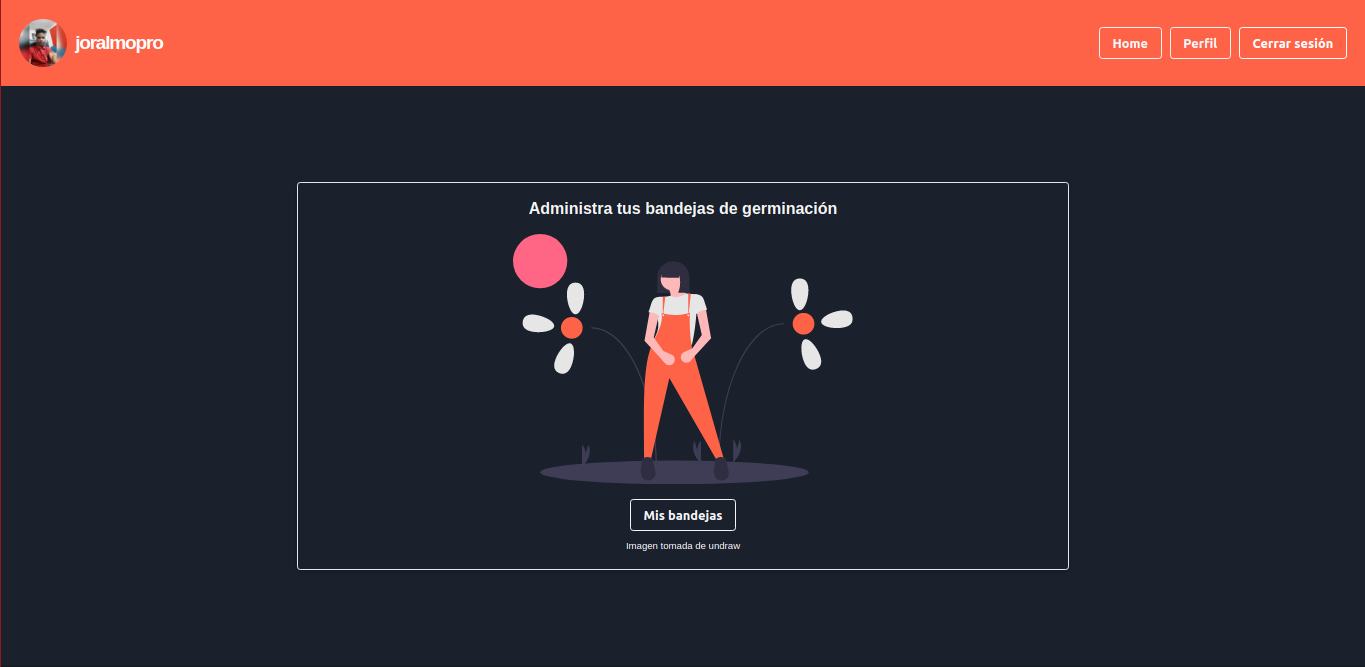 joralmopro
Home
Perfil
Cerrar sesión
Administra tus bandejas de germinación
Mis bandejas
Imagen tomada de undraw